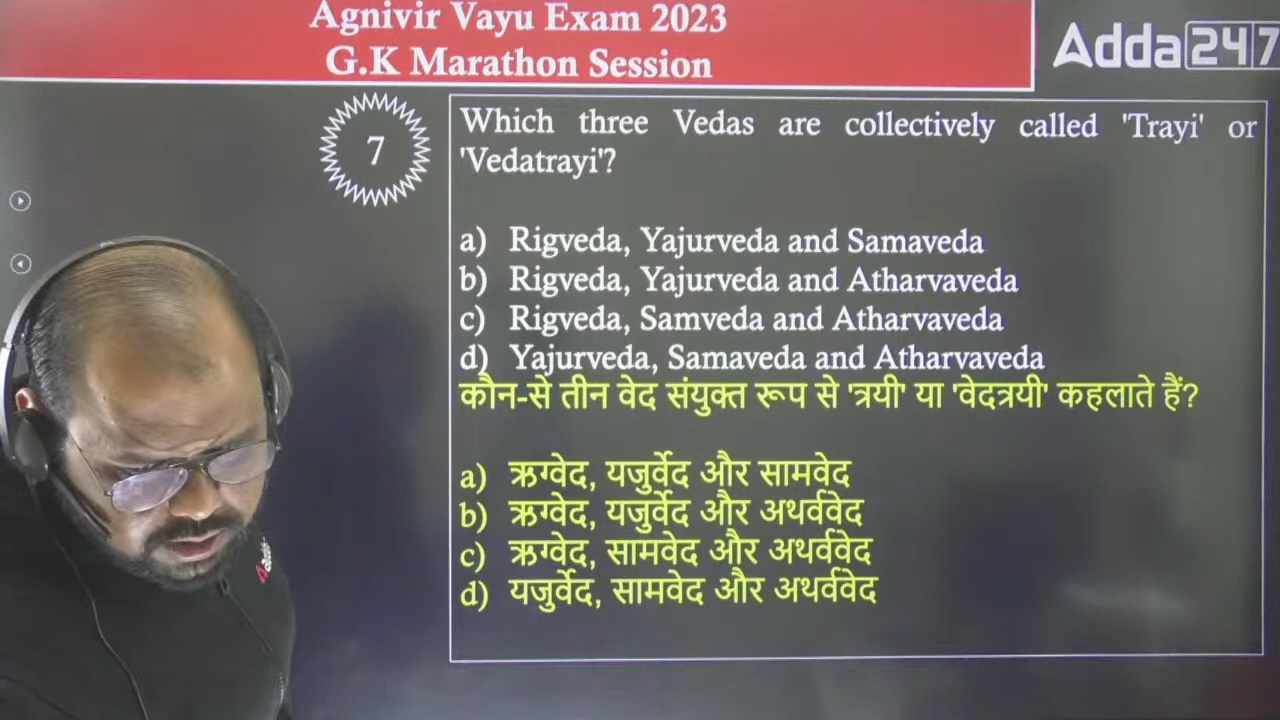 Agnivir Vayu Exam 2023
G.K Marathon Session
Adda247
7
Which three Vedas are collectively called 'Trayi' or
'Vedatrayi'?
a) Rigveda, Yajurveda and Samaveda
b) Rigveda, Yajurveda and Atharvaveda
c) Rigveda, Samveda and Atharvaveda
d) Yajurveda, Samaveda and Atharvaveda
कौन-से तीन वेद संयुक्त रूप से 'त्रयी' या 'वेदत्रयी' कहलाते हैं?
a) ऋग्वेद, यजुर्वेद और सामवेद
b) ऋग्वेद, यजुर्वेद और अथर्ववेद
c) ऋग्वेद, सामवेद और अथर्ववेद
d) यजुर्वेद, सामवेद और अथर्ववेद